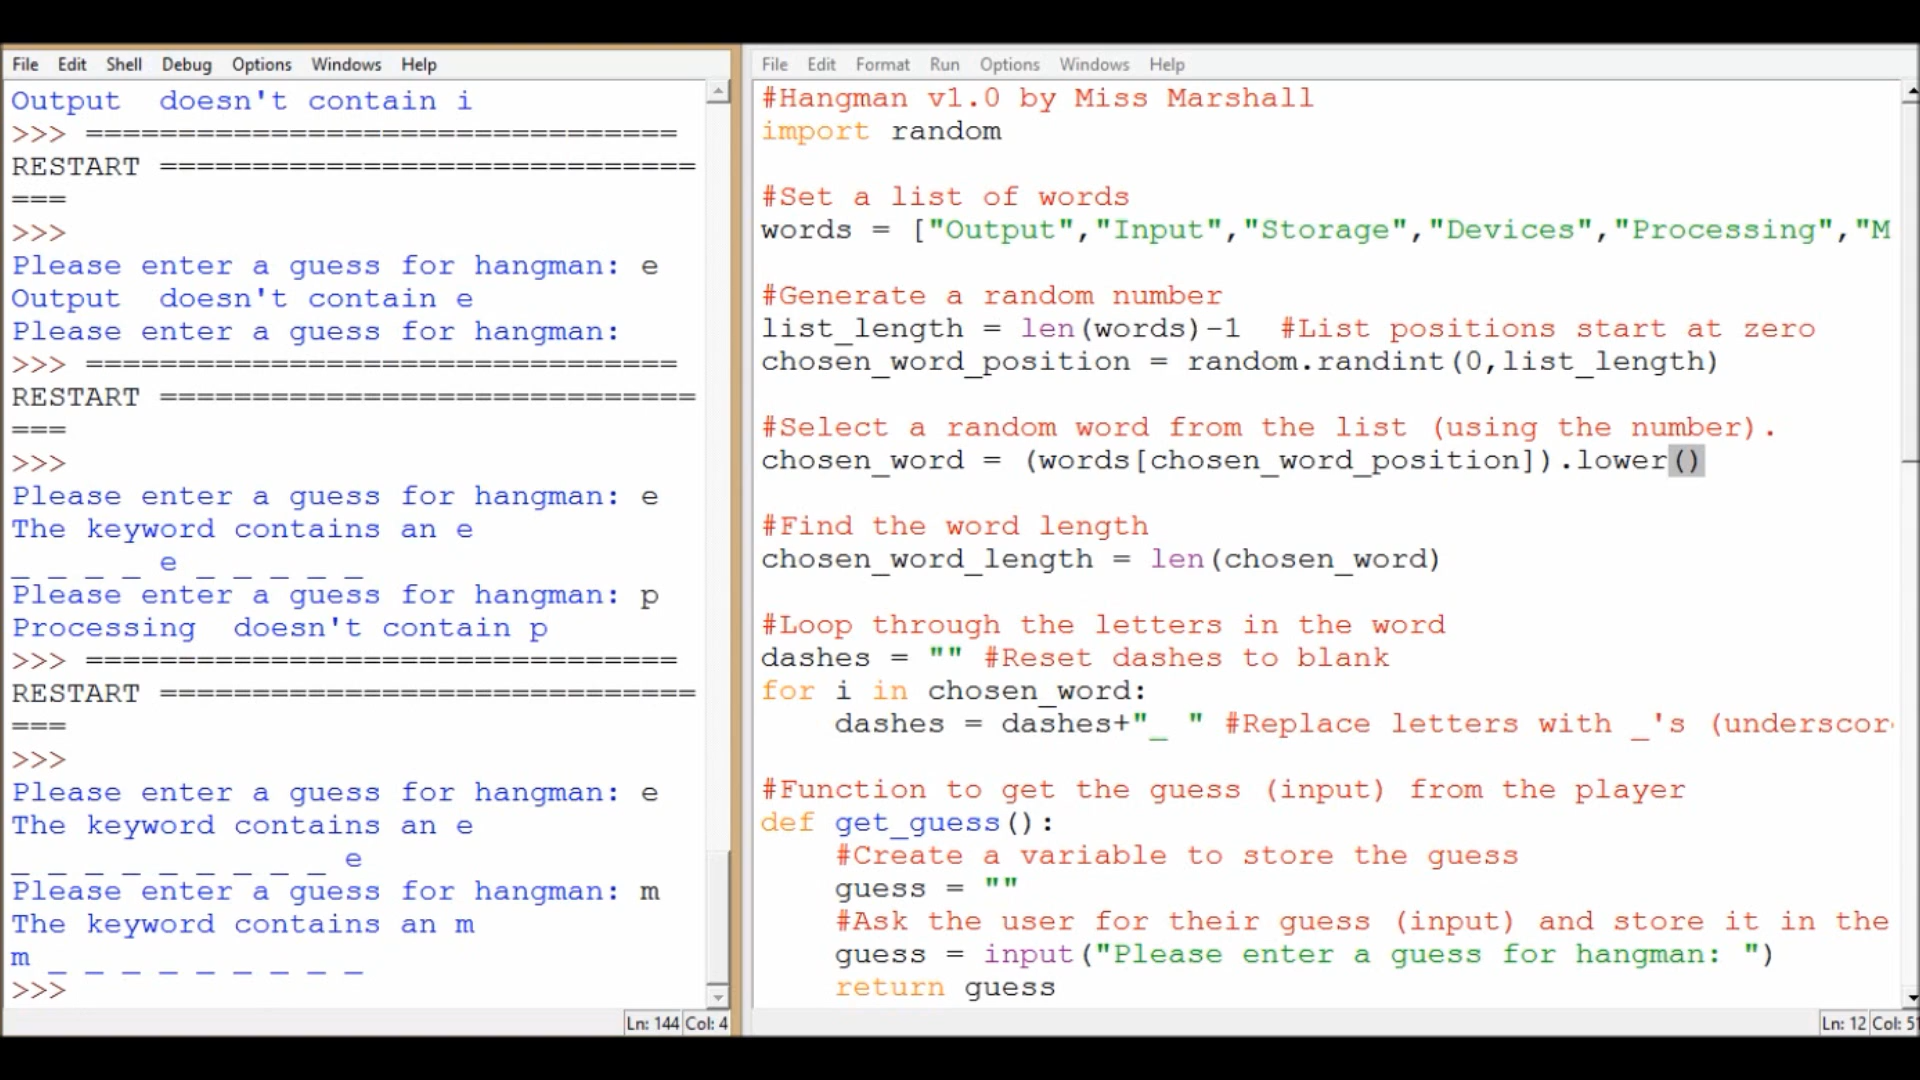 File Edit Shell Debug Options Windows Help
Output  doesn't contain i
>>> ================================
RESTART =============================
===
>>>
Please enter a guess for hangman: e
Output  doesn't contain e
Please enter a guess for hangman:
>>> ================================
RESTART =============================
===
>>>
Please enter a guess for hangman: e
The keyword contains an e
_ _ _ _ e _ _ _ _ _
Please enter a guess for hangman: p
Processing  doesn't contain p
>>> ================================
RESTART =============================
===
>>>
Please enter a guess for hangman: e
The keyword contains an e
_ _ _ _ _ _ _ _ _ e
Please enter a guess for hangman: m
The keyword contains an m
m _ _ _ _ _ _ _ _ _
>>>
Ln: 144 Col: 4
File Edit Format Run Options Windows Help
#Hangman v1.0 by Miss Marshall
import random
#Set a list of words
words = ["Output","Input","Storage","Devices","Processing","M
#Generate a random number
list_length = len(words)-1  #List positions start at zero
chosen_word_position = random.randint(0,list_length)
#Select a random word from the list (using the number).
chosen_word = (words[chosen_word_position]).lower()
#Find the word length
chosen_word_length = len(chosen_word)
#Loop through the letters in the word
dashes = "" #Reset dashes to blank
for i in chosen_word:
    dashes = dashes+"_ " #Replace letters with _'s (underscor
#Function to get the guess (input) from the player
def get_guess():
    #Create a variable to store the guess
    guess = ""
    #Ask the user for their guess (input) and store it in the
    guess = input("Please enter a guess for hangman: ")
    return guess
Ln: 12 Col: 51